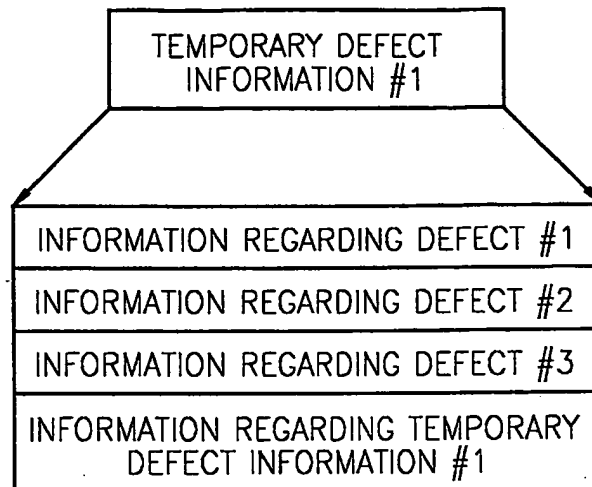 TEMPORARY DEFECT
INFORMATION #1
INFORMATION REGARDING DEFECT #1
INFORMATION REGARDING DEFECT #2
INFORMATION REGARDING DEFECT #3
INFORMATION REGARDING TEMPORARY
DEFECT INFORMATION #1